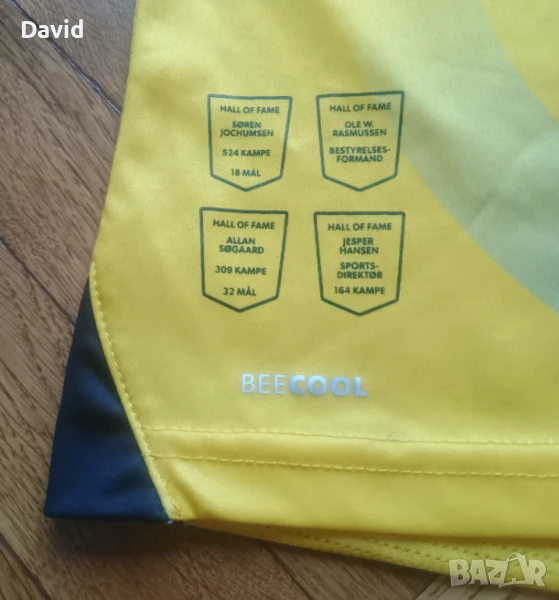 David
HALL OF FAME
SØREN
JOCHUMSEN
524 KAMPE
18 MÅL
HALL OF FAME
OLE W.
RASMUSSEN
BESTYRELSES-
FORMAND
HALL OF FAME
ALLAN
SØGAARD
309 KAMPE
32 MÅL
HALL OF FAME
JESPER
HANSEN
SPORTS-
DIREKTØR
164 KAMPE
BEECOOL
BAZAR